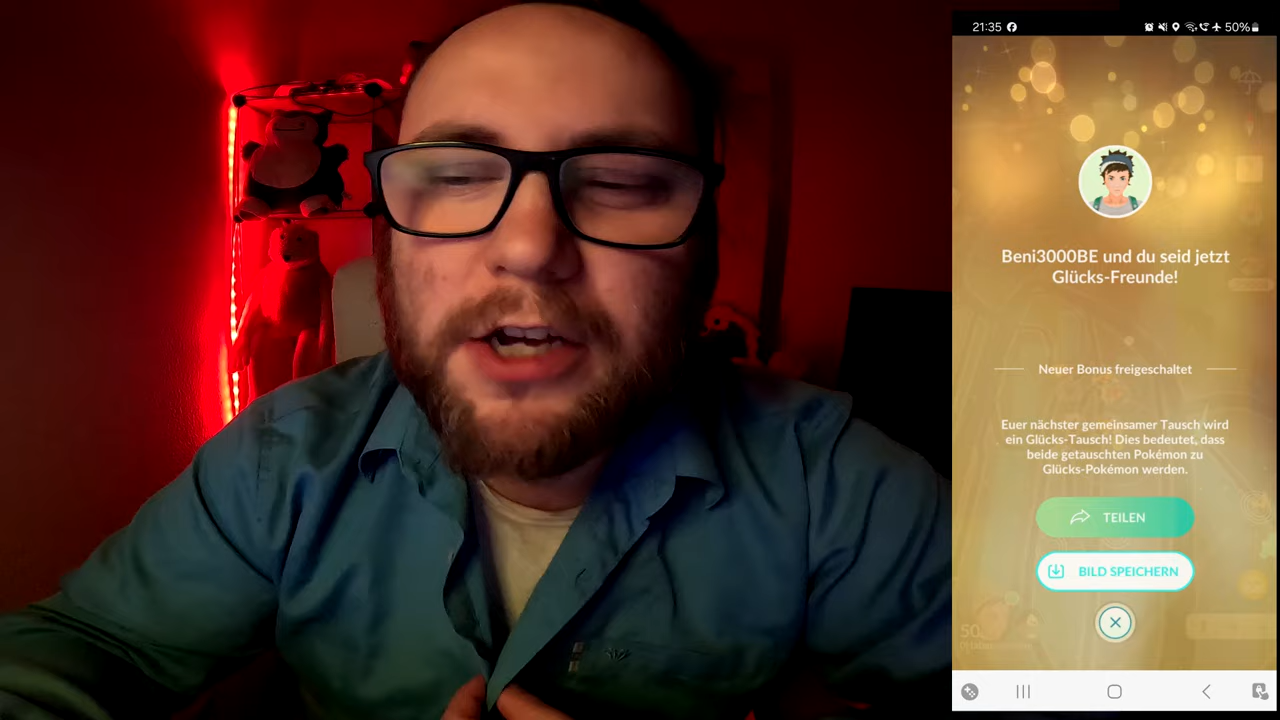 21:35
50%
Beni3000BE und du seid jetzt
Glücks-Freunde!
Neuer Bonus freigeschaltet
Euer nächster gemeinsamer Tausch wird
ein Glücks-Tausch! Dies bedeutet, dass
beide getauschten Pokémon zu
Glücks-Pokémon werden.
TEILEN
BILD SPEICHERN
50